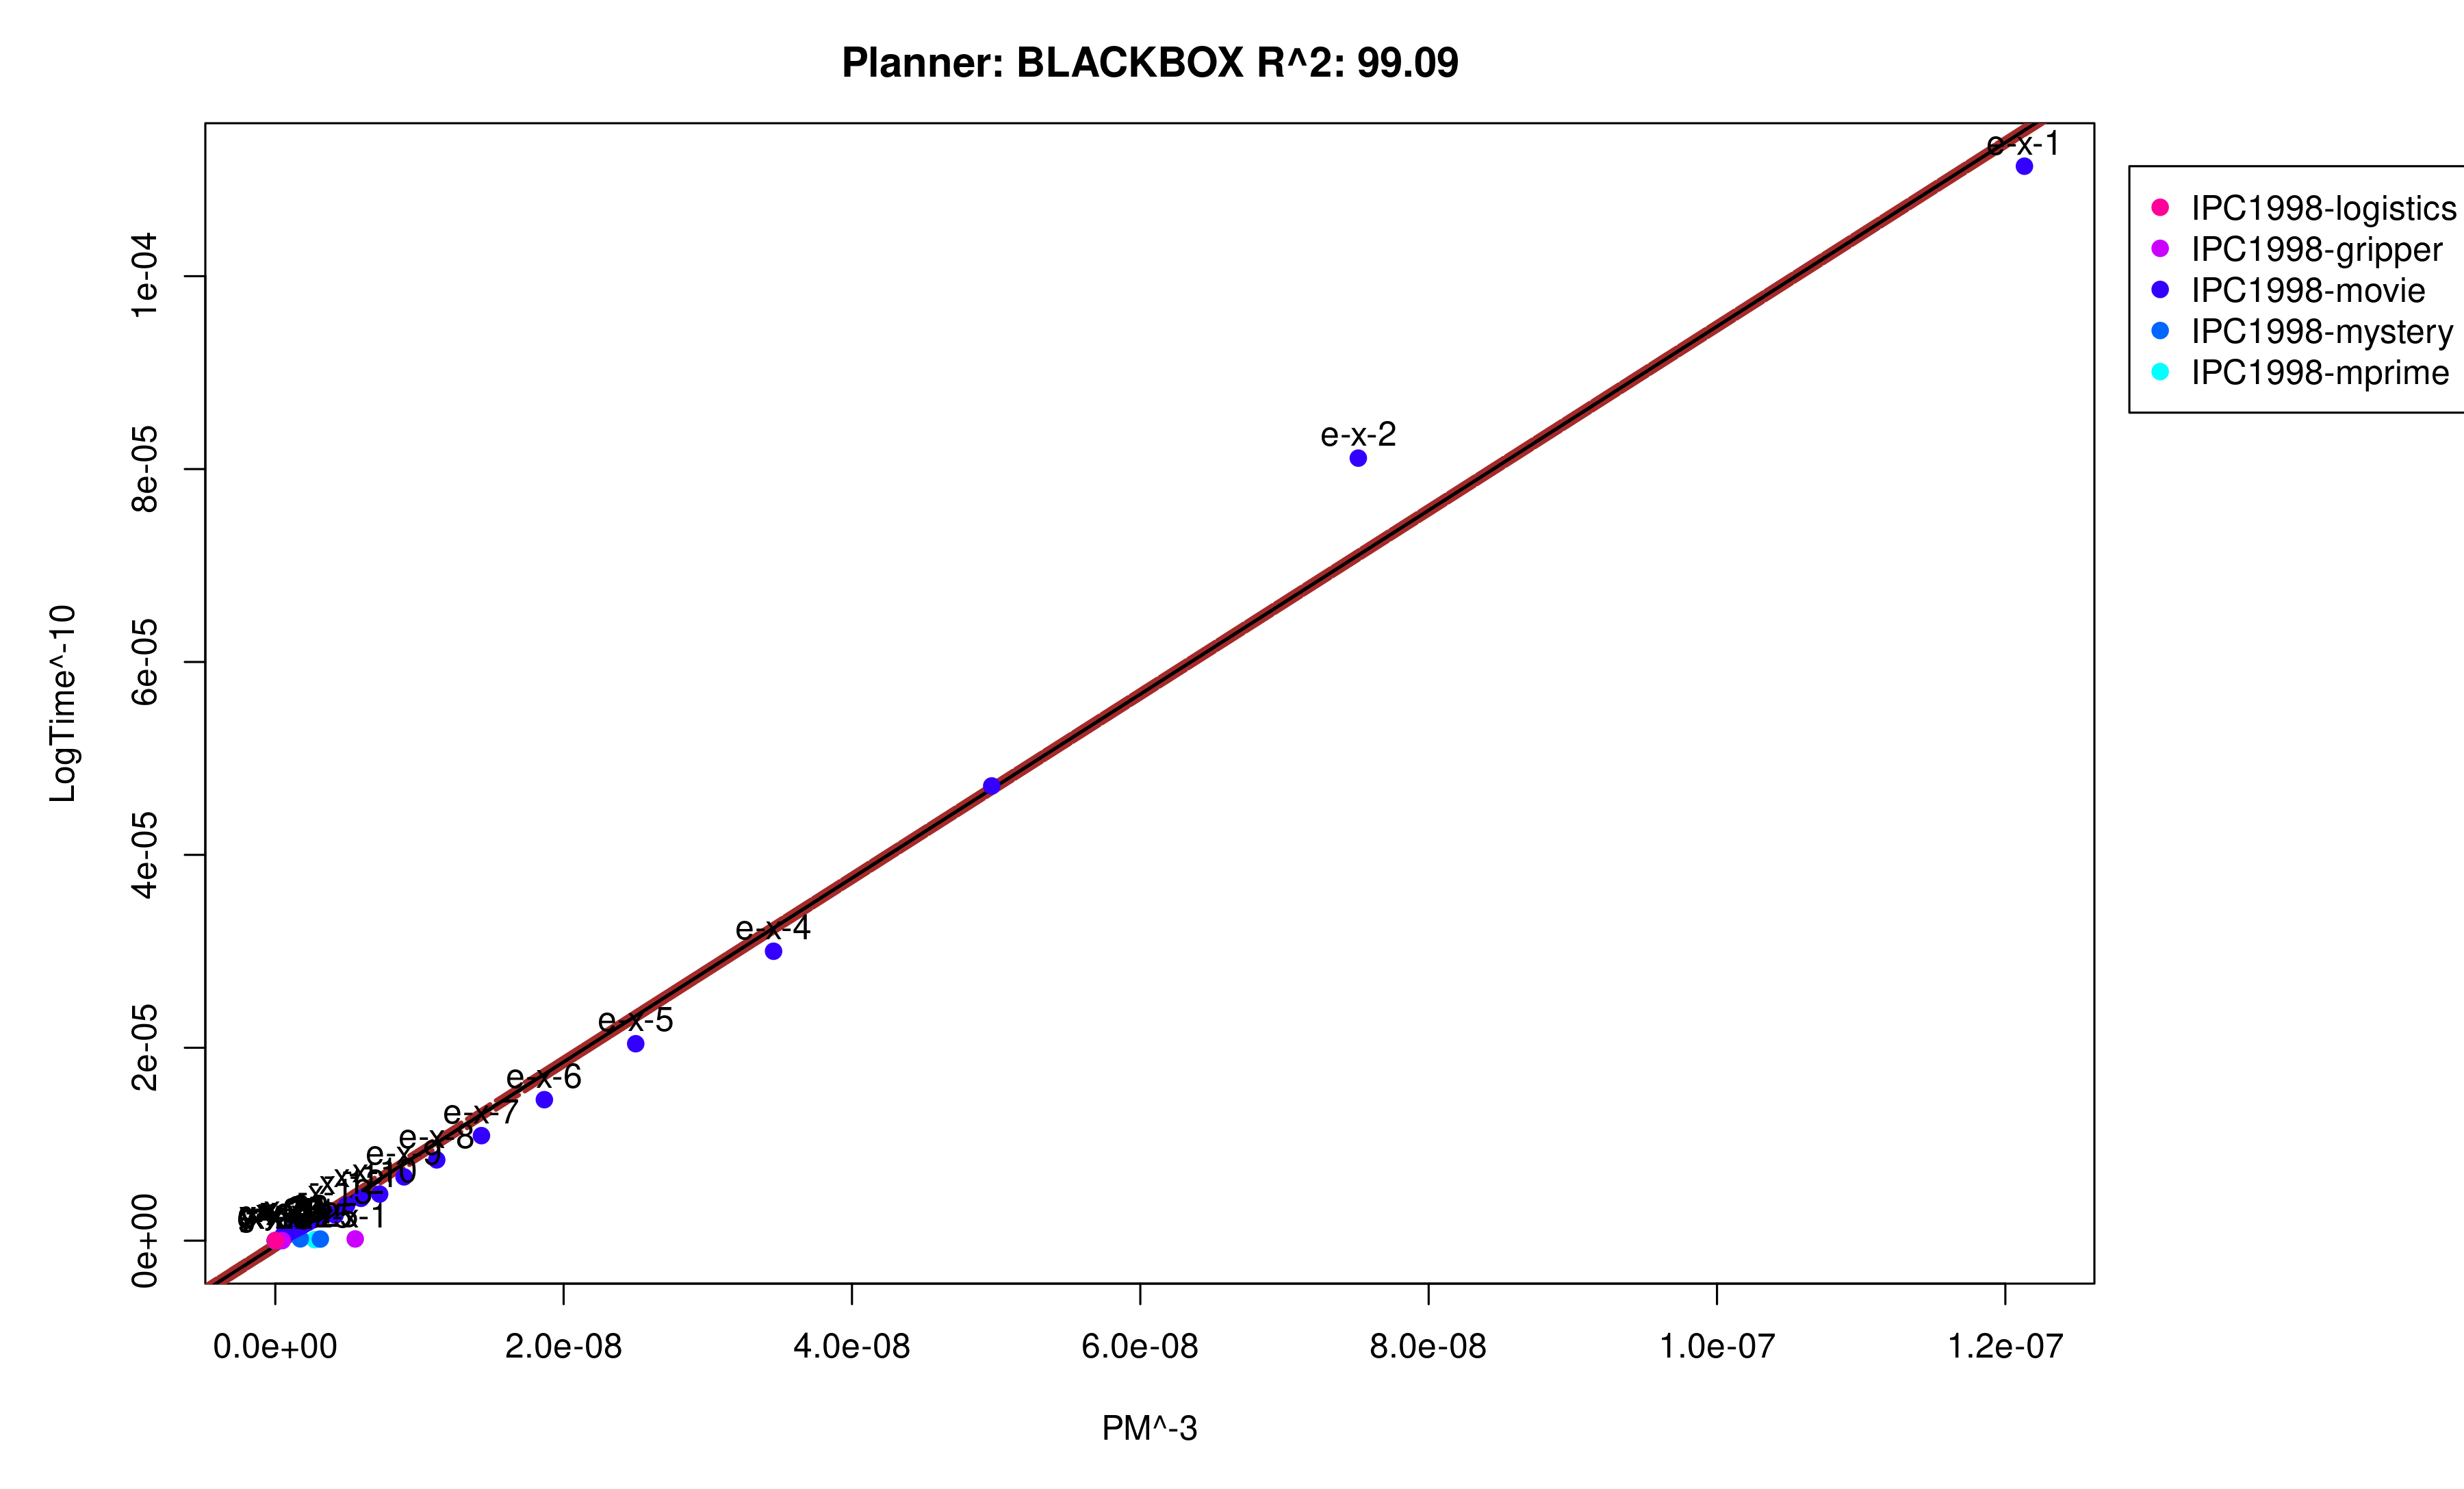 Planner: BLACKBOX R^2: 99.09
LogTime^-10
1e-04
8e-05
6e-05
4e-05
2e-05
0e+00
e-x-1
e-x-2
e-x-4
e-x-5
e-x-6
e-x-7
e-x-8
e-x-9
0.0e+00
2.0e-08
4.0e-08
6.0e-08
8.0e-08
1.0e-07
1.2e-07
PM^-3
IPC1998-logistics
IPC1998-gripper
IPC1998-movie
IPC1998-mystery
IPC1998-mprime